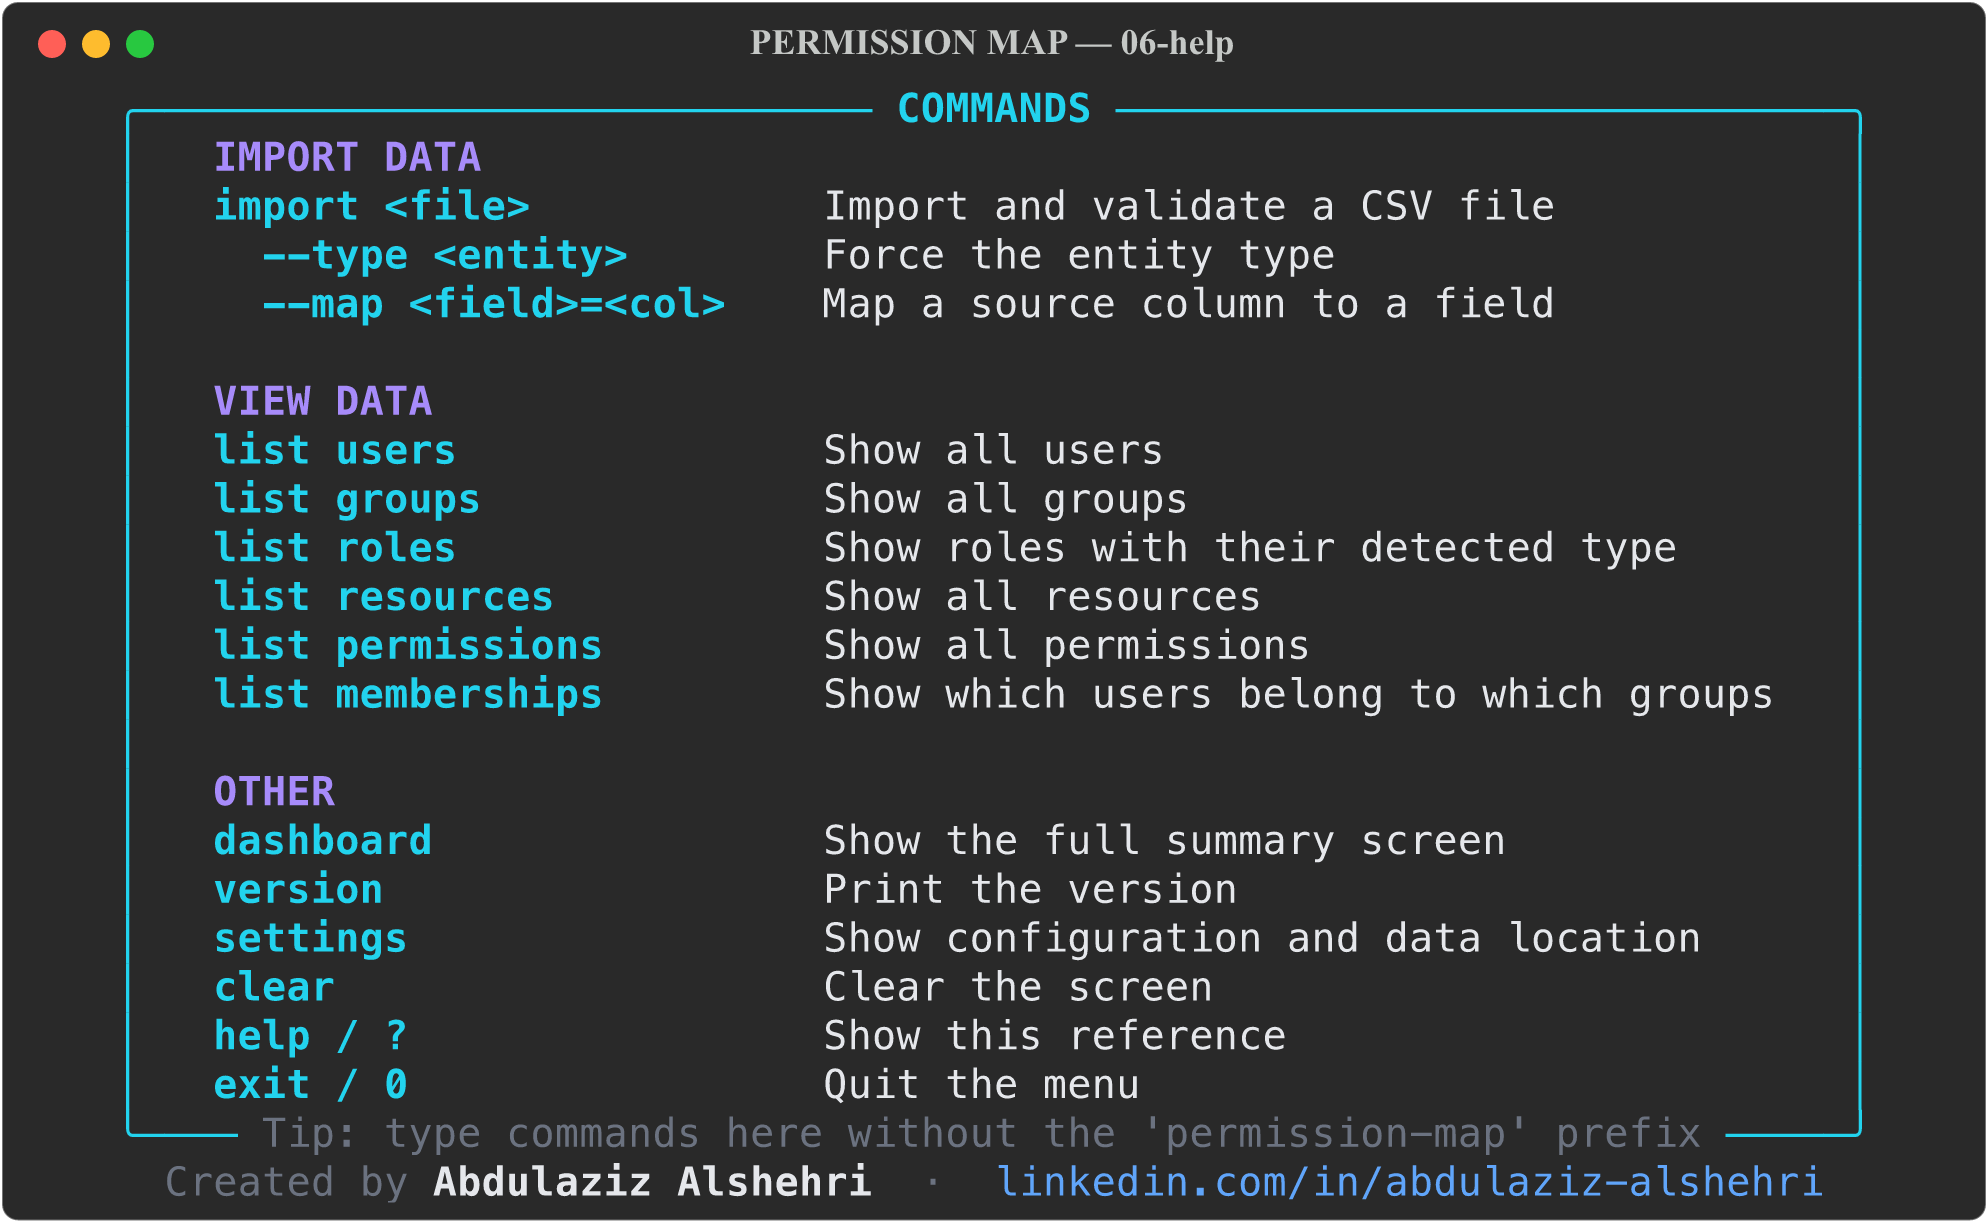 PERMISSION MAP — 06-help
COMMANDS
IMPORT DATA
import <file> Import and validate a CSV file
--type <entity> Force the entity type
--map <field>=<col> Map a source column to a field
VIEW DATA
list users Show all users
list groups Show all groups
list roles Show roles with their detected type
list resources Show all resources
list permissions Show all permissions
list memberships Show which users belong to which groups
OTHER
dashboard Show the full summary screen
version Print the version
settings Show configuration and data location
clear Clear the screen
help / ? Show this reference
exit / 0 Quit the menu
Tip: type commands here without the 'permission-map' prefix
Created by Abdulaziz Alshehri · linkedin.com/in/abdulaziz-alshehri